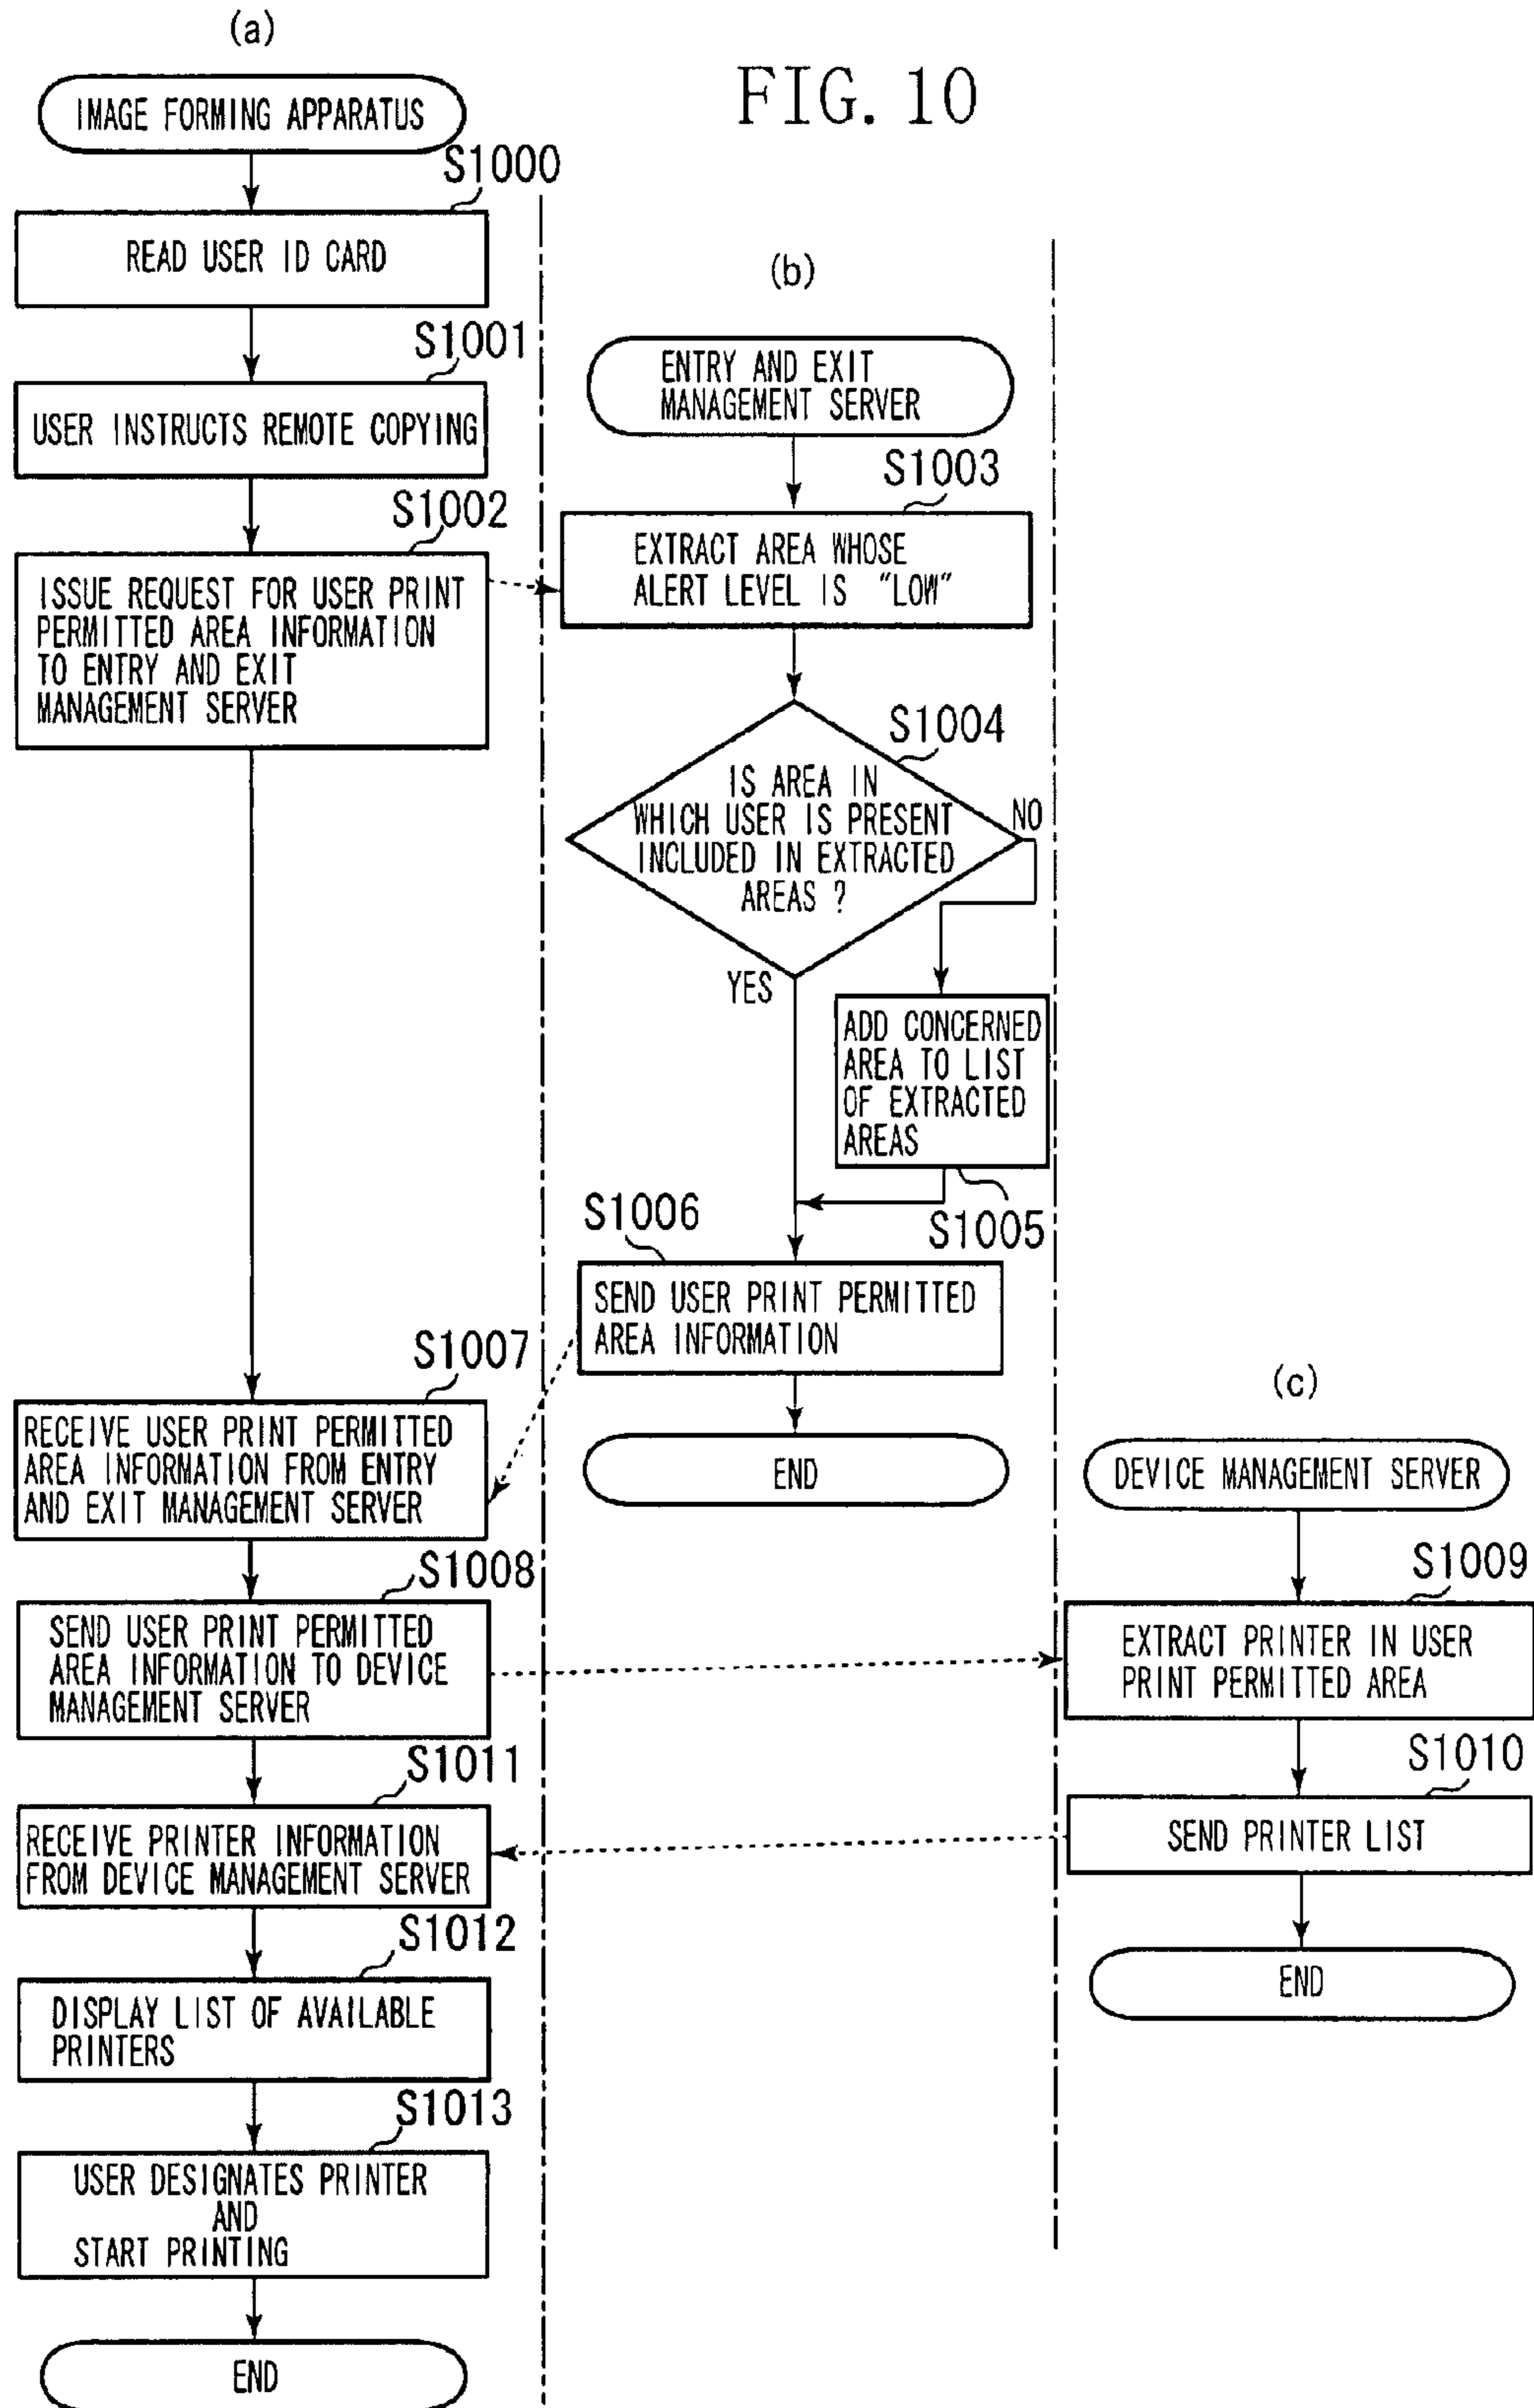 (a)
FIG. 10
IMAGE FORMING APPARATUS
S1000
READ USER ID CARD
S1001
USER INSTRUCTS REMOTE COPYING
S1002
ISSUE REQUEST FOR USER PRINT
PERMITTED AREA INFORMATION
TO ENTRY AND EXIT
MANAGEMENT SERVER
(b)
ENTRY AND EXIT
MANAGEMENT SERVER
S1003
EXTRACT AREA WHOSE
ALERT LEVEL IS "LOW"
S1004
IS AREA IN
WHICH USER IS PRESENT
INCLUDED IN EXTRACTED
AREAS ?
NO
YES
ADD CONCERNED
AREA TO LIST
OF EXTRACTED
AREAS
S1005
S1006
SEND USER PRINT PERMITTED
AREA INFORMATION
END
S1007
RECEIVE USER PRINT PERMITTED
AREA INFORMATION FROM ENTRY
AND EXIT MANAGEMENT SERVER
S1008
SEND USER PRINT PERMITTED
AREA INFORMATION TO DEVICE
MANAGEMENT SERVER
(c)
DEVICE MANAGEMENT SERVER
S1009
EXTRACT PRINTER IN USER
PRINT PERMITTED AREA
S1010
SEND PRINTER LIST
END
S1011
RECEIVE PRINTER INFORMATION
FROM DEVICE MANAGEMENT SERVER
S1012
DISPLAY LIST OF AVAILABLE
PRINTERS
S1013
USER DESIGNATES PRINTER
AND
START PRINTING
END